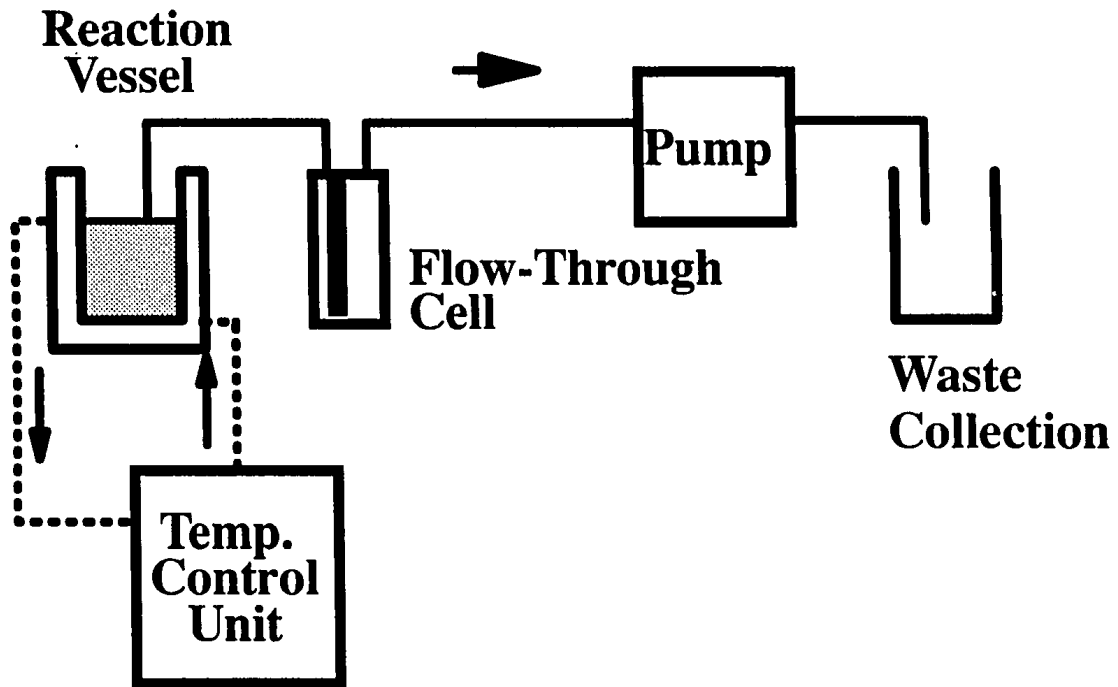 Reaction
Vessel
Pump
Flow-Through
Cell
Waste
Collection
Temp.
Control
Unit